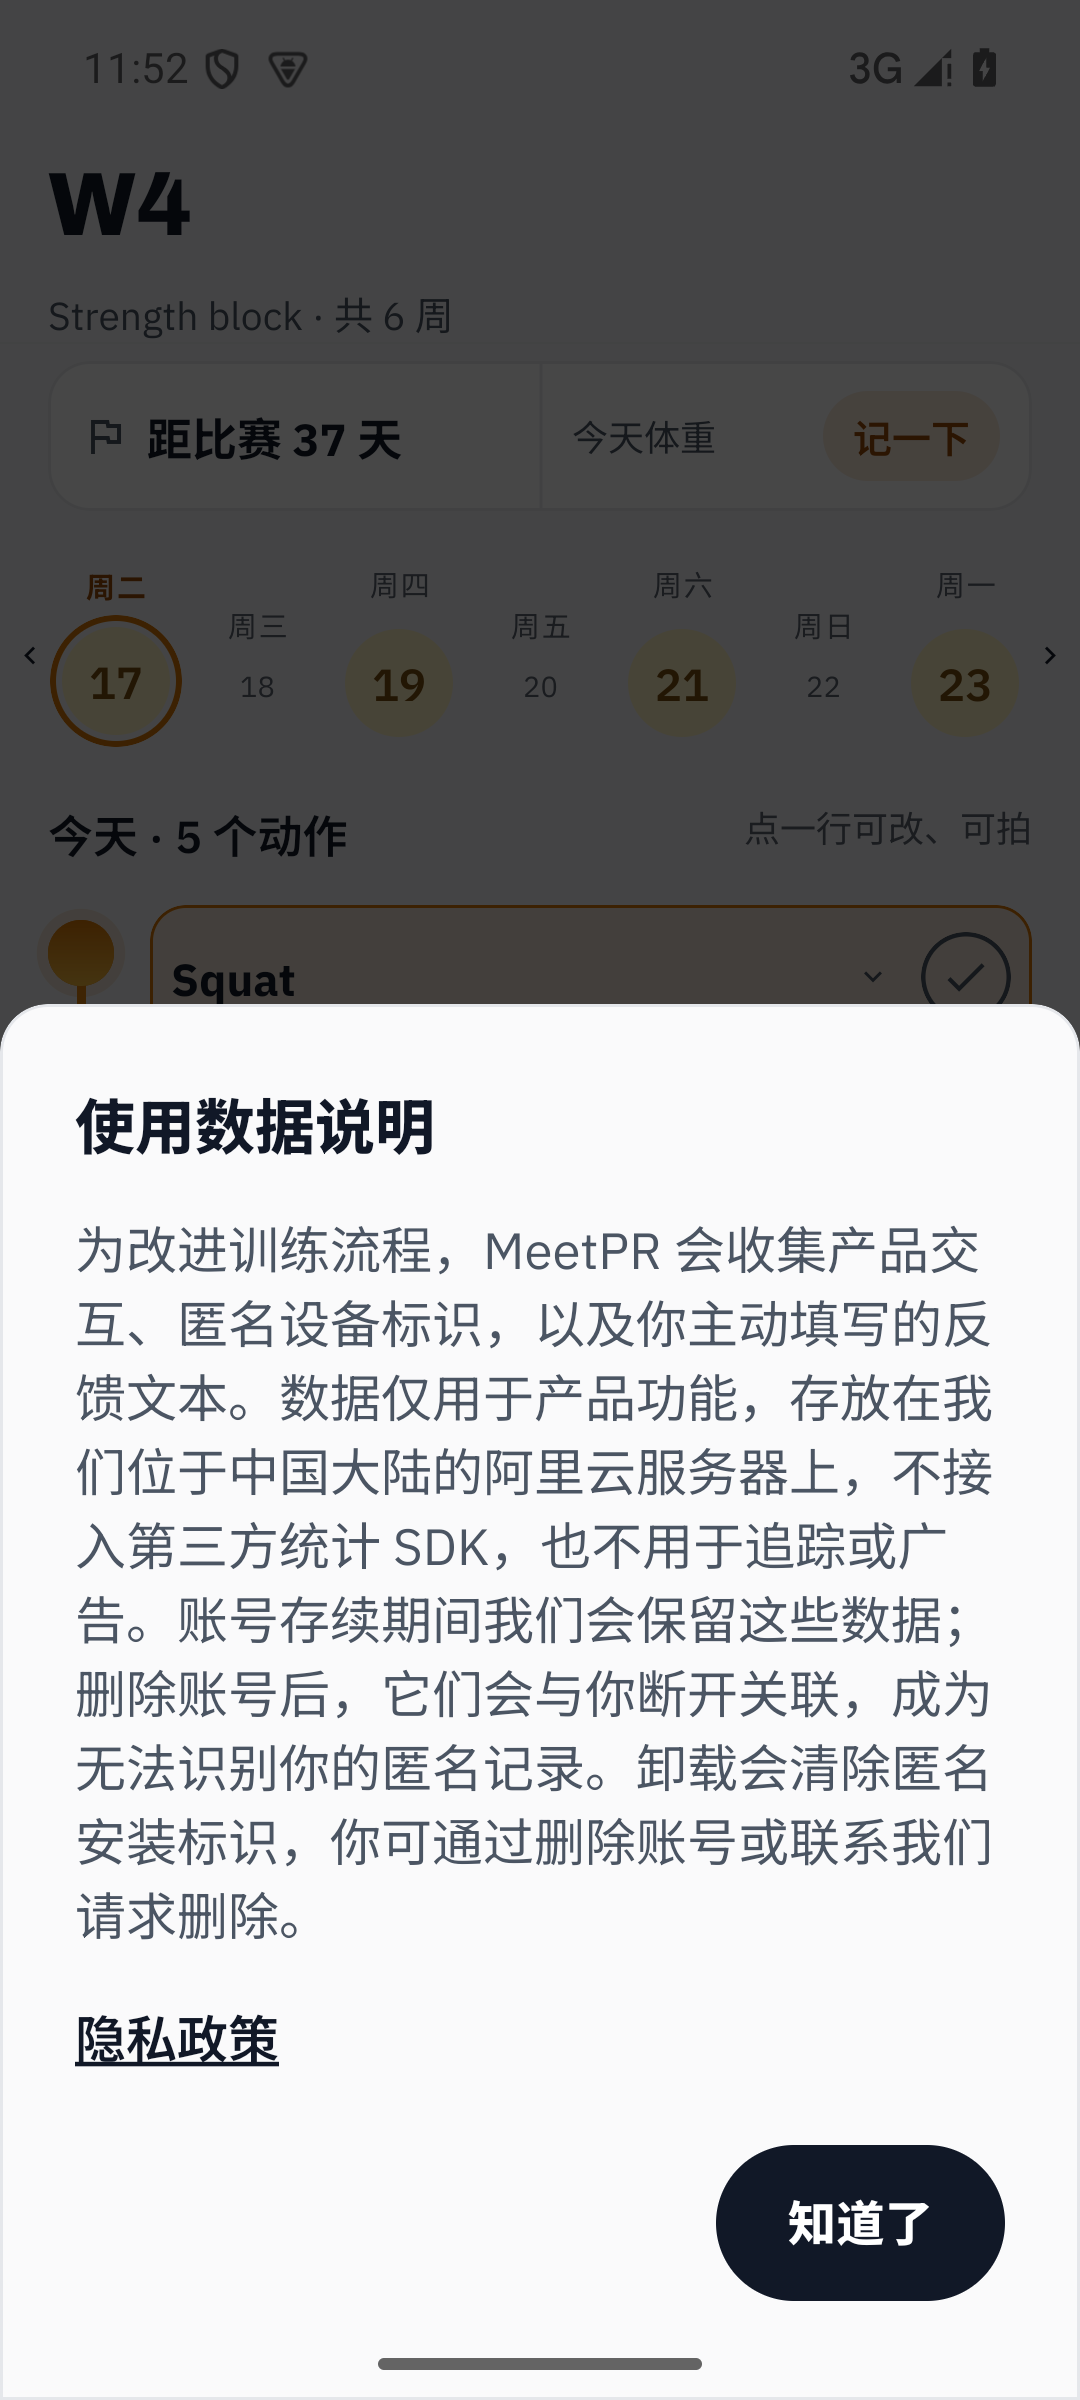 11:52
3G
W4
Strength block · 共 6 周
距比赛 37 天
今天体重
记一下
周二
周三
周四
周五
周六
周日
周一
17
18
19
20
21
22
23
今天 · 5 个动作
点一行可改、可拍
Squat
使用数据说明
为改进训练流程，MeetPR 会收集产品交
互、匿名设备标识，以及你主动填写的反
馈文本。数据仅用于产品功能，存放在我
们位于中国大陆的阿里云服务器上，不接
入第三方统计 SDK，也不用于追踪或广
告。账号存续期间我们会保留这些数据；
删除账号后，它们会与你断开关联，成为
无法识别你的匿名记录。卸载会清除匿名
安装标识，你可通过删除账号或联系我们
请求删除。
隐私政策
知道了